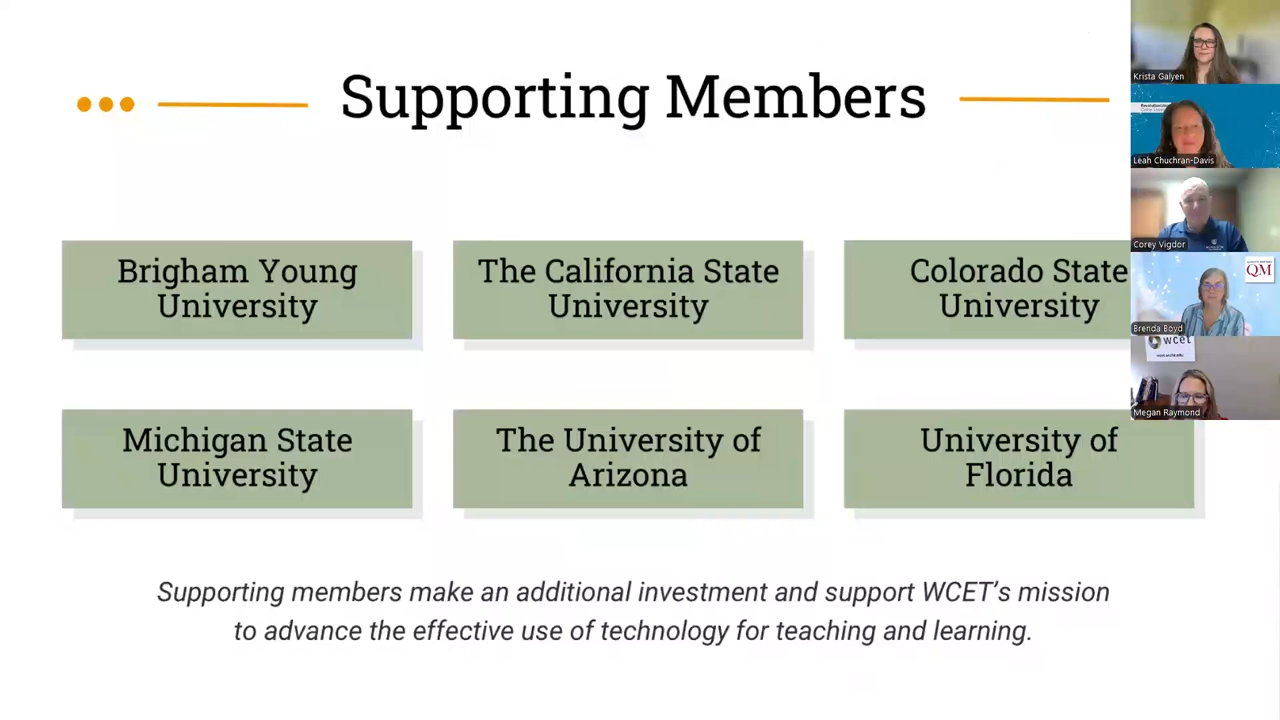 Supporting Members
Brigham Young
University
The California State
University
Colorado State
University
Michigan State
University
The University of
Arizona
University of
Florida
Supporting members make an additional investment and support WCET’s mission
to advance the effective use of technology for teaching and learning.
Krista Galyen
Leah Chuchran-Davis
Corey Vigdor
QM
Brenda Boyd
wcet
Megan Raymond